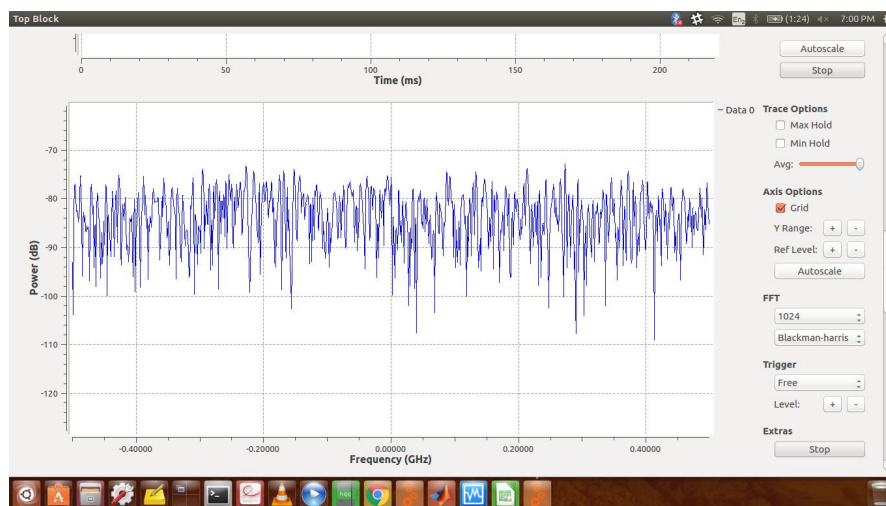 Top Block
En2
(1:24)
7:00 PM
0 50 100 150 200
Time (ms)
Autoscale
Stop
Data 0
Trace Options
Max Hold
Min Hold
Avg:
Axis Options
Grid
Y Range: + -
Ref Level: + -
Autoscale
FFT
1024
Blackman-harris
Trigger
Free
Level: + -
Extras
Stop
Power (dB)
-70
-80
-90
-100
-110
-120
-0.40000 -0.20000 0.00000 0.20000 0.40000
Frequency (GHz)